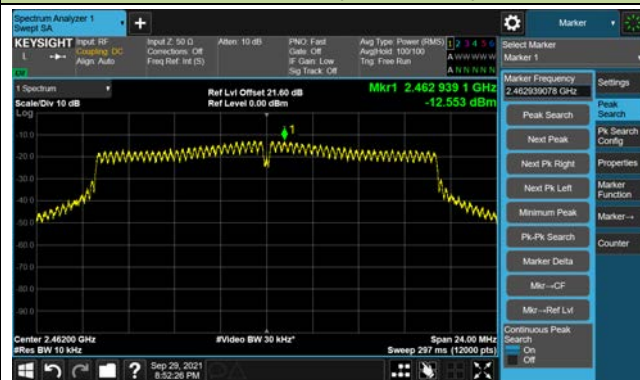 Spectrum Analyzer 1
Swept SA
Marker
KEYSIGHT
Input: RF
Coupling: DC
Align: Auto
Input Z: 50 Ω
Corrections: Off
Freq Ref: Int (S)
Atten: 10 dB
PNO: Fast
Gate: Off
IF Gain: Low
Sig Track: Off
Avg Type: Power (RMS)
Avg|Hold: 100/100
Trig: Free Run
1 2 3 4 5 6
A W W W W W
A N N N N N
L
Select Marker
Marker 1
Marker Frequency
2.462939078 GHz
Settings
Peak Search
Next Peak
Next Pk Right
Next Pk Left
Minimum Peak
Pk-Pk Search
Marker Delta
Mkr→CF
Mkr→Ref Lvl
Continuous Peak
Search
On
Off
Peak
Search
Pk Search
Config
Properties
Marker
Function
Marker→
Counter
1 Spectrum
Scale/Div 10 dB
Log
Ref Lvl Offset 21.60 dB
Ref Level 0.00 dBm
Mkr1 2.462 939 1 GHz
-12.553 dBm
1
-10.0
-20.0
-30.0
-40.0
-50.0
-60.0
-70.0
-80.0
-90.0
Center 2.46200 GHz
#Res BW 10 kHz
#Video BW 30 kHz*
Span 24.00 MHz
Sweep 297 ms (12000 pts)
Sep 29, 2021
8:52:26 PM